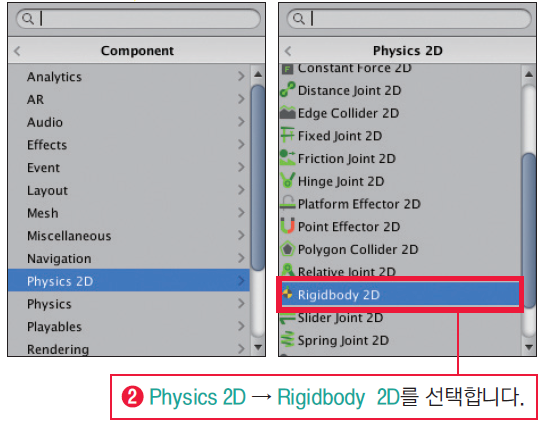 Component
Analytics
AR
Audio
Effects
Event
Layout
Mesh
Miscellaneous
Navigation
Physics 2D
Physics
Playables
Rendering
Physics 2D
Constant Force 2D
Distance Joint 2D
Edge Collider 2D
Fixed Joint 2D
Friction Joint 2D
Hinge Joint 2D
Platform Effector 2D
Point Effector 2D
Polygon Collider 2D
Relative Joint 2D
Rigidbody 2D
Slider Joint 2D
Spring Joint 2D
❷ Physics 2D → Rigidbody 2D를 선택합니다.